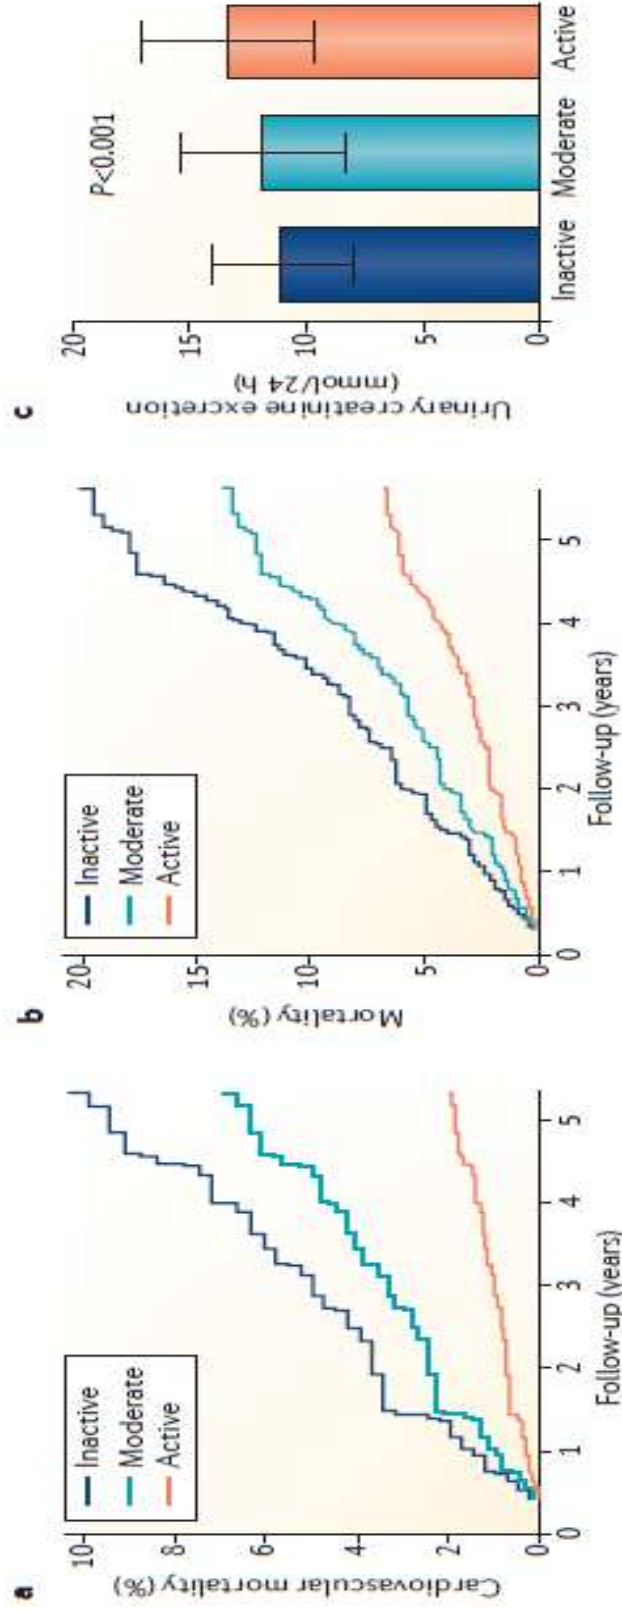 a
Cardiovascular mortality (%)
10
8
6
4
2
0
0
1
2
3
4
5
Follow-up (years)
Inactive
Moderate
Active
b
Mortality (%)
20
15
10
5
0
0
1
2
3
4
5
Follow-up (years)
Inactive
Moderate
Active
c
Urinary creatinine excretion
(mmol/24 h)
20
15
10
5
0
P<0.001
Inactive
Moderate
Active